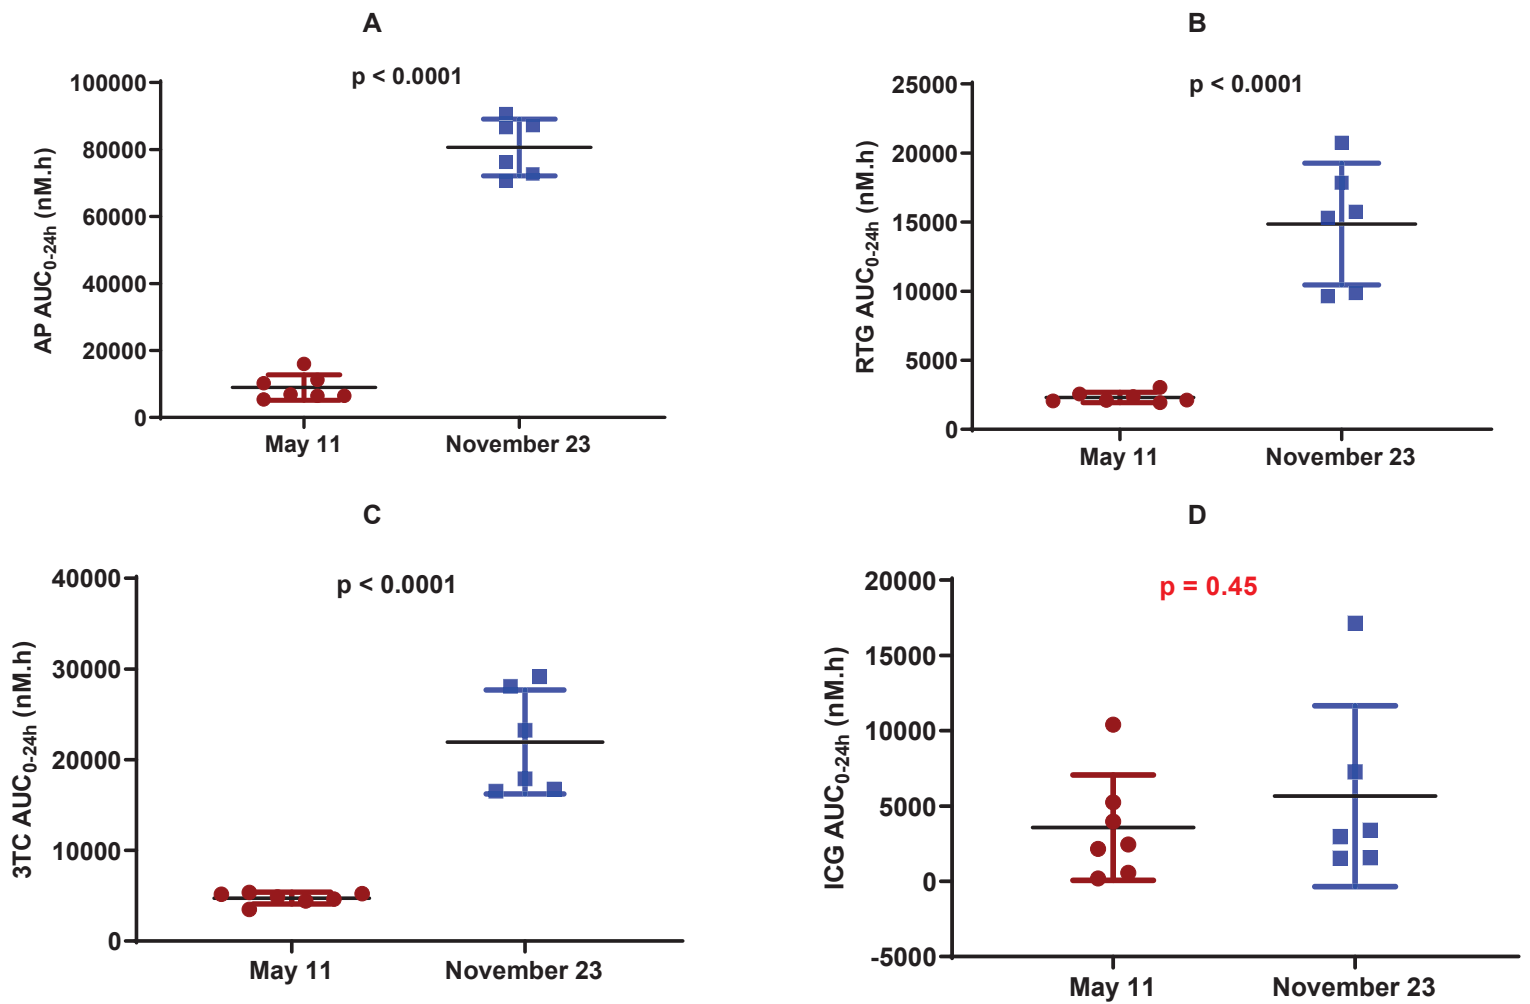 A
p < 0.0001
AP AUC0-24h (nM.h)
100000
80000
60000
40000
20000
0
May 11
November 23
B
p < 0.0001
RTG AUC0-24h (nM.h)
25000
20000
15000
10000
5000
0
May 11
November 23
C
p < 0.0001
3TC AUC0-24h (nM.h)
40000
30000
20000
10000
0
May 11
November 23
D
p = 0.45
ICG AUC0-24h (nM.h)
20000
15000
10000
5000
0
-5000
May 11
November 23